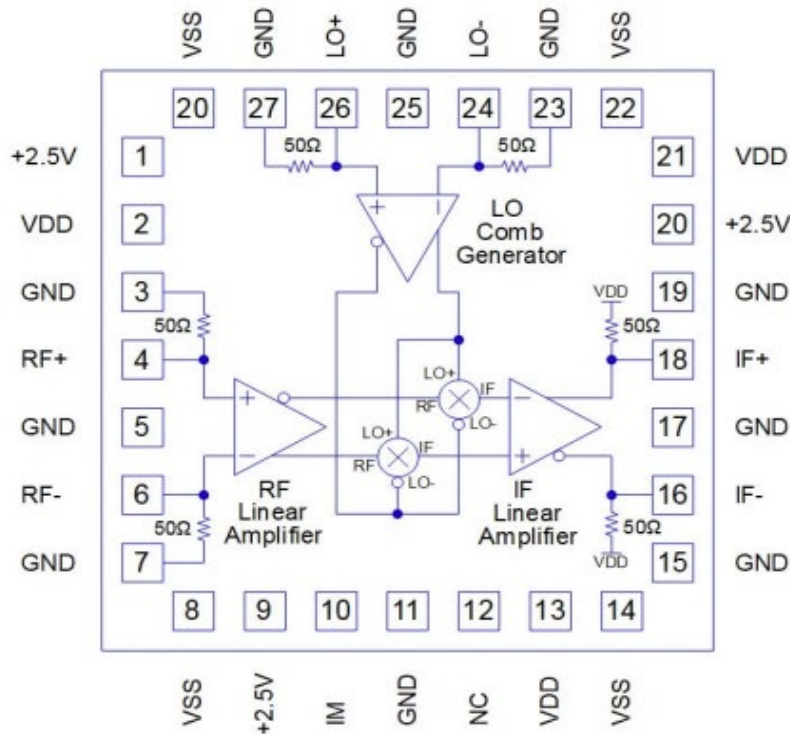 VSS GND LO+ GND LO- GND VSS
20 27 26 25 24 23 22
50Ω 50Ω
+2.5V 1 21 VDD
+ −
LO
Comb
Generator
VDD 2 20 +2.5V
GND 3 19 GND
VDD
50Ω 50Ω
RF+ 4 18 IF+
LO+ IF
+ RF −
LO-
GND 5 17 GND
LO+ IF
− RF +
LO-
RF- 6 16 IF-
RF
Linear
Amplifier
IF
Linear
Amplifier
50Ω 50Ω
VDD
GND 7 15 GND
8 9 10 11 12 13 14
VSS +2.5V IM GND NC VDD VSS